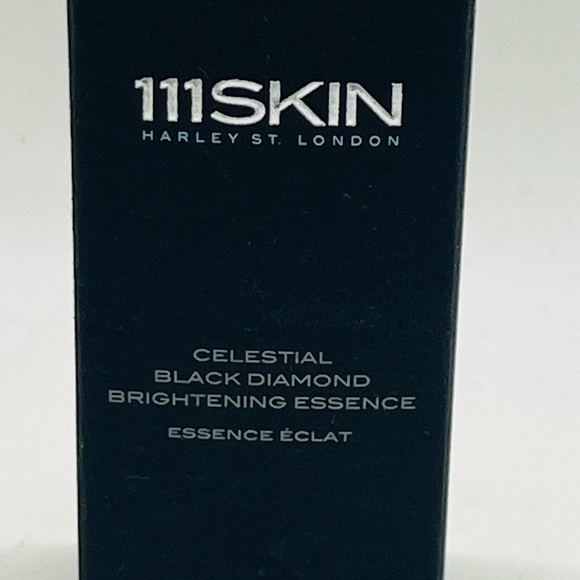 111SKIN
HARLEY ST. LONDON
CELESTIAL
BLACK DIAMOND
BRIGHTENING ESSENCE
ESSENCE ÉCLAT